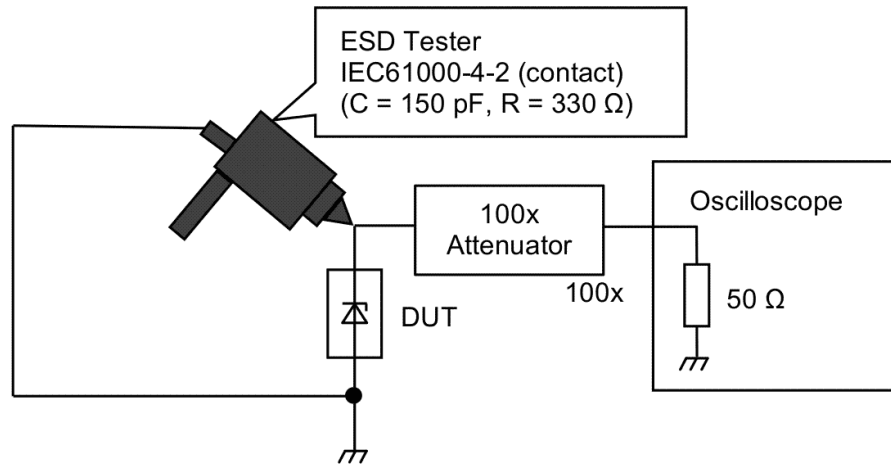 ESD Tester
IEC61000-4-2 (contact)
(C = 150 pF, R = 330 Ω)
100x
Attenuator
100x
Oscilloscope
50 Ω
DUT